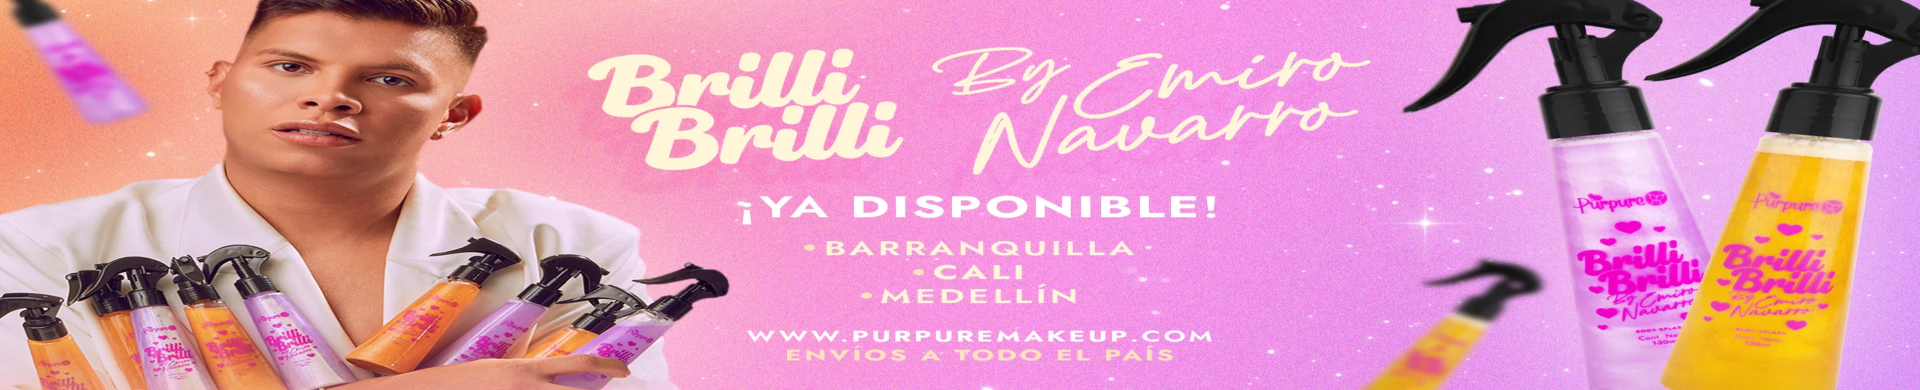 Brilli
Brilli
By Emiro
Navarro
¡YA DISPONIBLE!
•BARRANQUILLA
•CALI
•MEDELLÍN
WWW.PURPUREMAKEUP.COM
ENVÍOS A TODO EL PAÍS
Purpure
Brilli
Brilli
By Emiro
Navarro
Purpure
Brilli
Brilli
By Emiro
Navarro